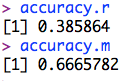 > accuracy.r
[1] 0.385864
> accuracy.m
[1] 0.6665782